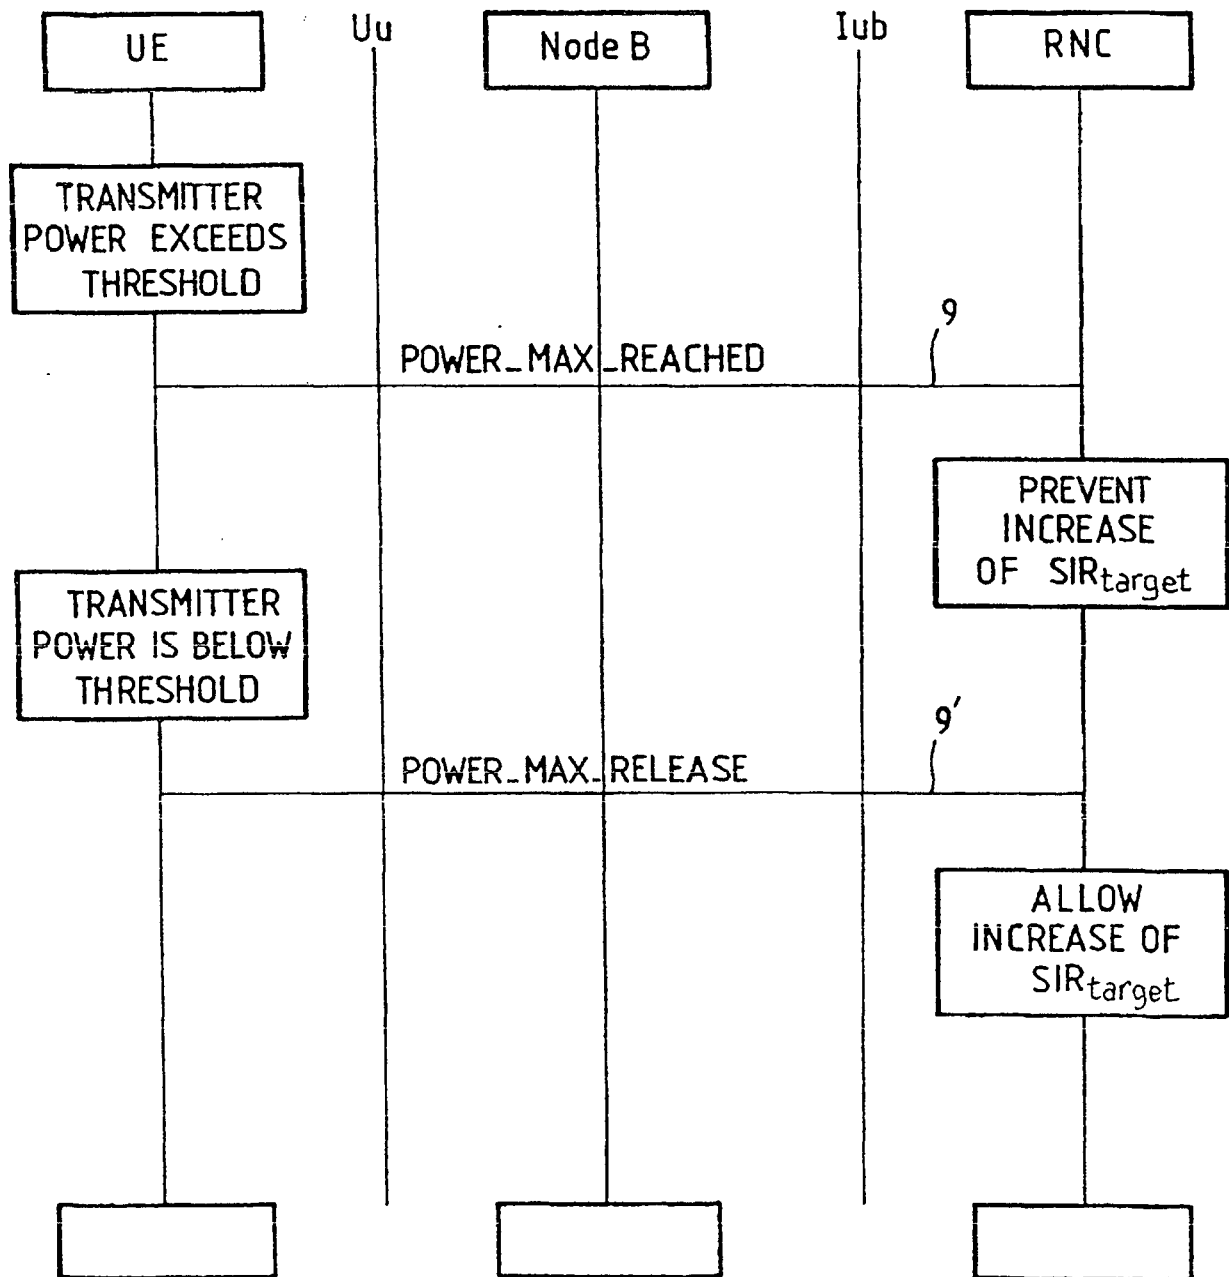 UE
Uu
Node B
Iub
RNC
TRANSMITTER
POWER EXCEEDS
THRESHOLD
9
POWER_MAX_REACHED
PREVENT
INCREASE
OF SIRtarget
TRANSMITTER
POWER IS BELOW
THRESHOLD
9'
POWER_MAX_RELEASE
ALLOW
INCREASE OF
SIRtarget